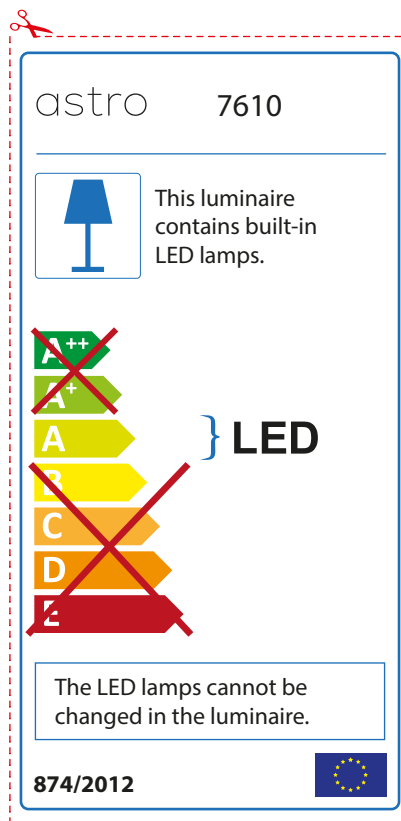 astro 7610
This luminaire
contains built-in
LED lamps.
A++
A+
A
} LED
B
C
D
E
The LED lamps cannot be
changed in the luminaire.
874/2012